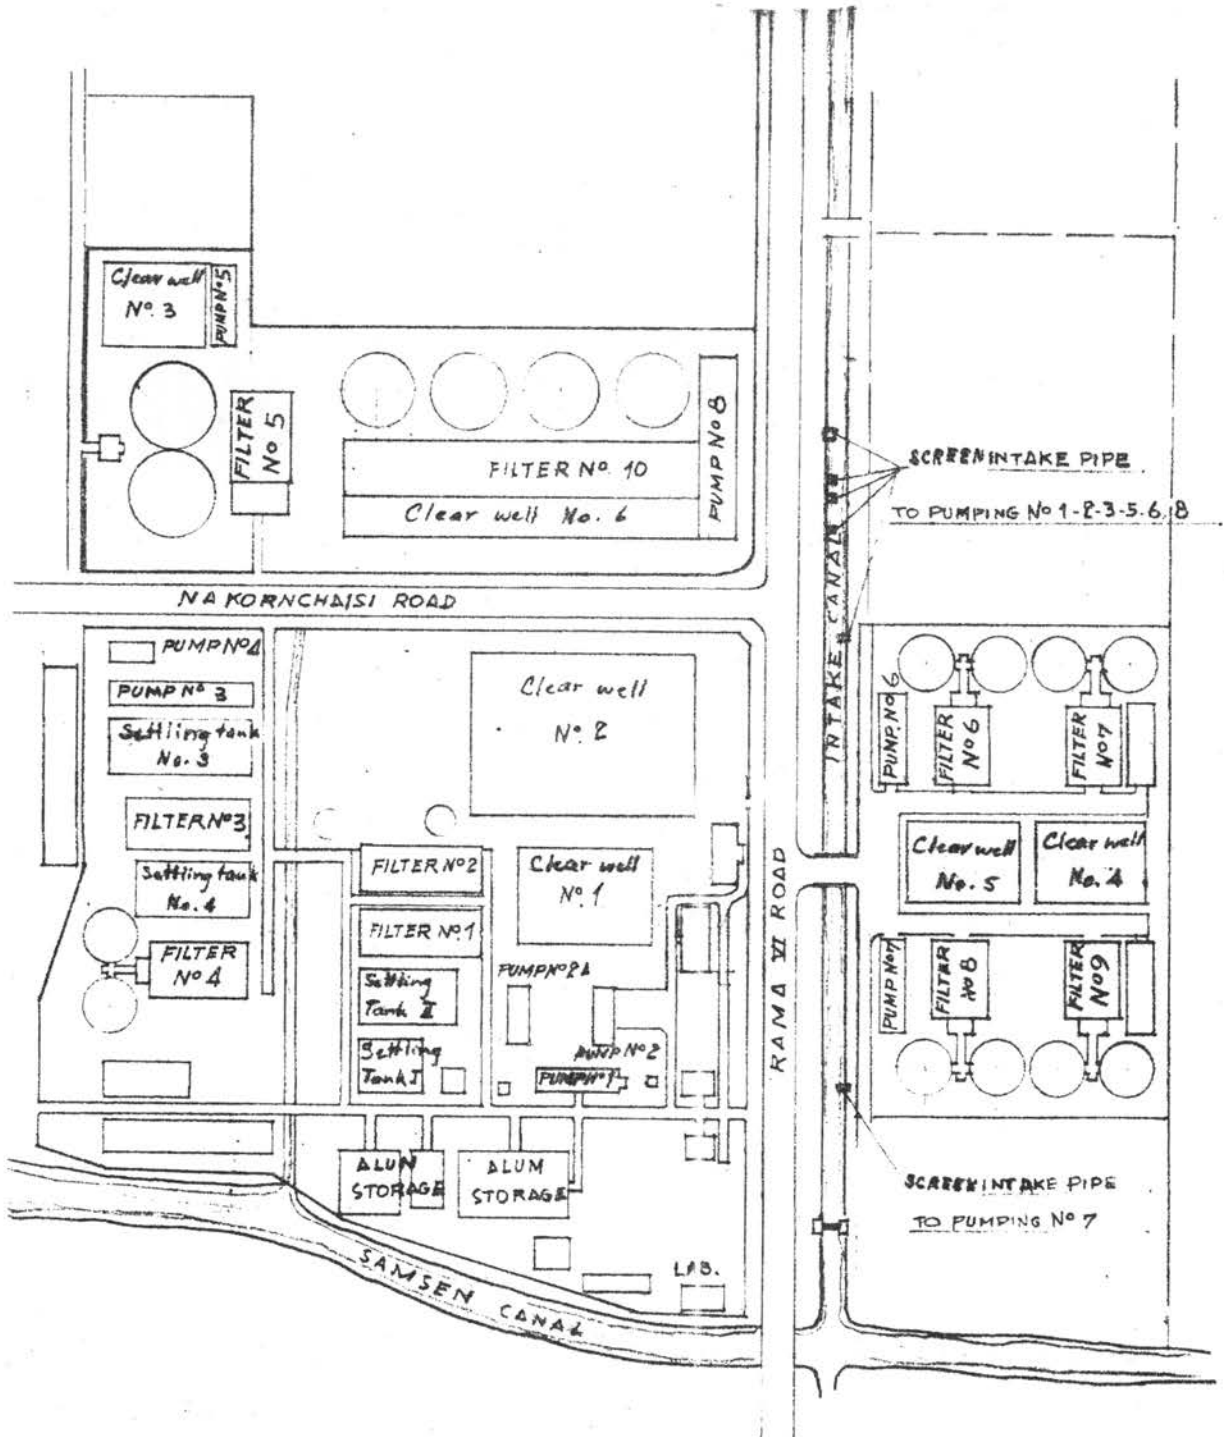 Clear well
Nº. 3
PUMP Nº 5
FILTER
Nº 5
FILTER Nº. 10
Clear well No. 6
PUMP Nº 8
SCREEN INTAKE PIPE
TO PUMPING Nº 1-2-3-5-6, 8
INTAKE CANAL
NAKORNCHAISI ROAD
PUMP Nº 4
PUMP Nº 3
Settling tank
No. 3
FILTER Nº 3
Settling tank
No. 4
FILTER
Nº 4
Clear well
Nº. 2
FILTER Nº 2
Clear well
Nº. 1
FILTER Nº. 1
Settling
Tank II
Settling
Tank I
PUMP Nº 2A
PUMP Nº 2
PUMP Nº 1
RAMA VI ROAD
PUMP. Nº 6
FILTER
Nº 6
FILTER
Nº 7
Clear well
No. 5
Clear well
No. 4
PUMP Nº 7
FILTER
Nº 8
FILTER
Nº 9
ALUM
STORAGE
ALUM
STORAGE
SCREEN INTAKE PIPE
TO PUMPING Nº 7
LAB.
SAMSEN CANAL